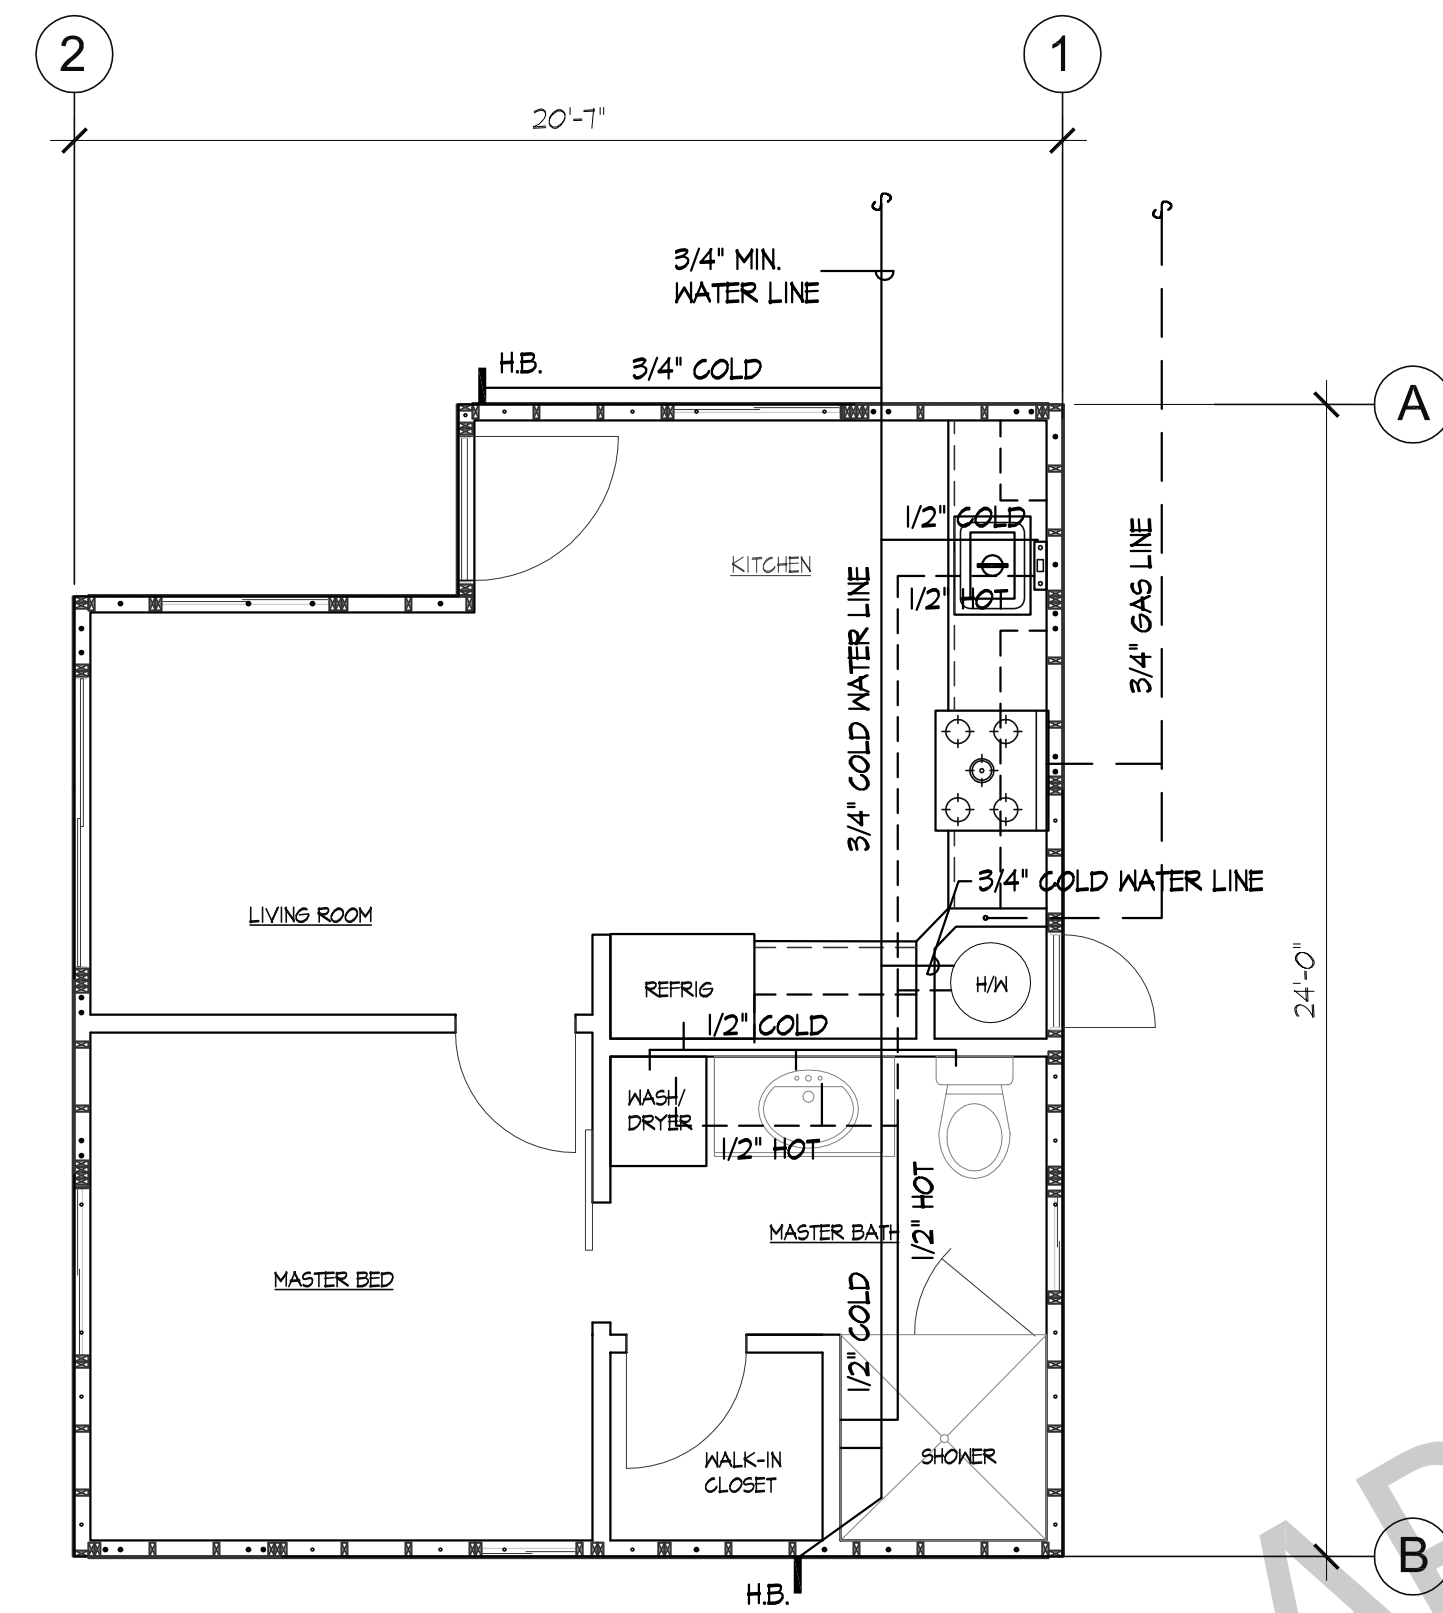 2
1
20'-7"
3/4" MIN.
WATER LINE
H.B.
3/4" COLD
A
1/2" COLD
KITCHEN
1/2" HOT
3/4" COLD WATER LINE
3/4" GAS LINE
3/4" COLD WATER LINE
LIVING ROOM
24'-0"
REFRIG
H/W
1/2" COLD
WASH/
DRYER
1/2" HOT
1/2" HOT
MASTER BATH
MASTER BED
1/2" COLD
WALK-IN
CLOSET
SHOWER
B
H.B.